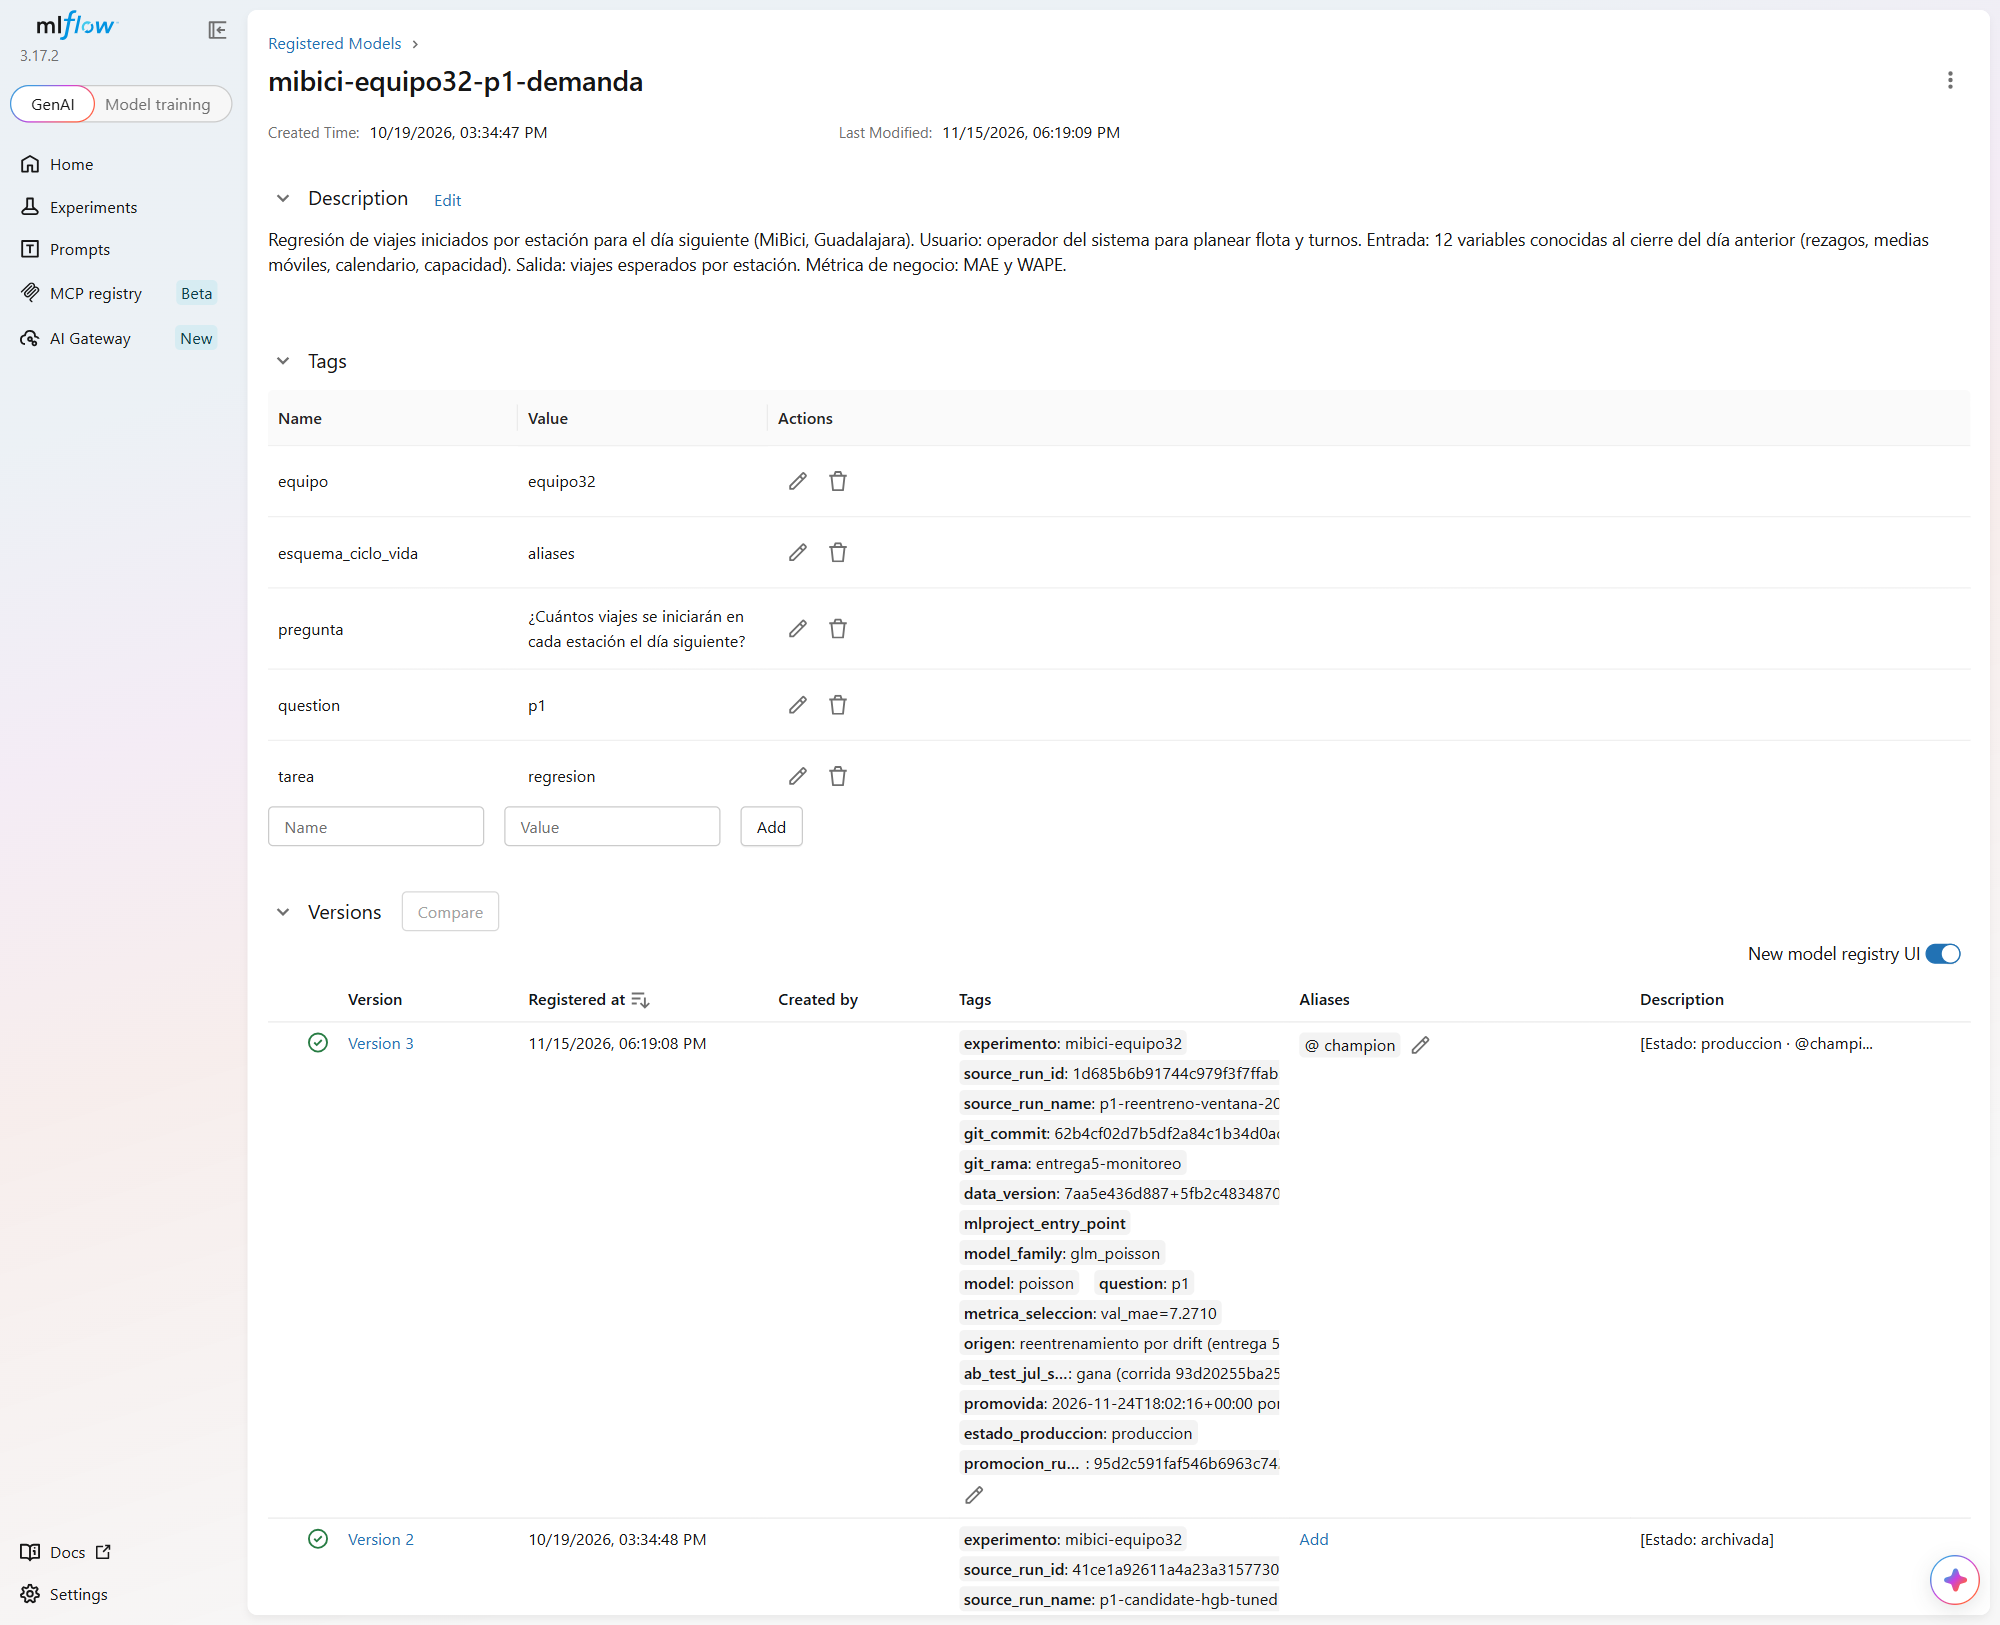 mlflow
3.17.2
GenAI
Model training
Home
Experiments
Prompts
MCP registry Beta
AI Gateway New
Docs
Settings
Registered Models
mibici-equipo32-p1-demanda
Created Time: 10/19/2026, 03:34:47 PM
Last Modified: 11/15/2026, 06:19:09 PM
Description Edit
Regresión de viajes iniciados por estación para el día siguiente (MiBici, Guadalajara). Usuario: operador del sistema para planear flota y turnos. Entrada: 12 variables conocidas al cierre del día anterior (rezagos, medias
móviles, calendario, capacidad). Salida: viajes esperados por estación. Métrica de negocio: MAE y WAPE.
Tags
Name Value Actions
equipo equipo32
esquema_ciclo_vida aliases
pregunta ¿Cuántos viajes se iniciarán en
cada estación el día siguiente?
question p1
tarea regresion
Name Value Add
Versions Compare
New model registry UI
Version Registered at Created by Tags Aliases Description
Version 3 11/15/2026, 06:19:08 PM experimento: mibici-equipo32 @ champion [Estado: produccion · @champi...
source_run_id: 1d685b6b91744c979f3f7ffab
source_run_name: p1-reentreno-ventana-20
git_commit: 62b4cf02d7b5df2a84c1b34d0a
git_rama: entrega5-monitoreo
data_version: 7aa5e436d887+5fb2c4834870
mlproject_entry_point
model_family: glm_poisson
model: poisson question: p1
metrica_seleccion: val_mae=7.2710
origen: reentrenamiento por drift (entrega 5
ab_test_jul_s...: gana (corrida 93d20255ba25
promovida: 2026-11-24T18:02:16+00:00 por
estado_produccion: produccion
promocion_ru... : 95d2c591faf546b6963c74
Version 2 10/19/2026, 03:34:48 PM experimento: mibici-equipo32 Add [Estado: archivada]
source_run_id: 41ce1a92611a4a23a3157730
source_run_name: p1-candidate-hgb-tuned